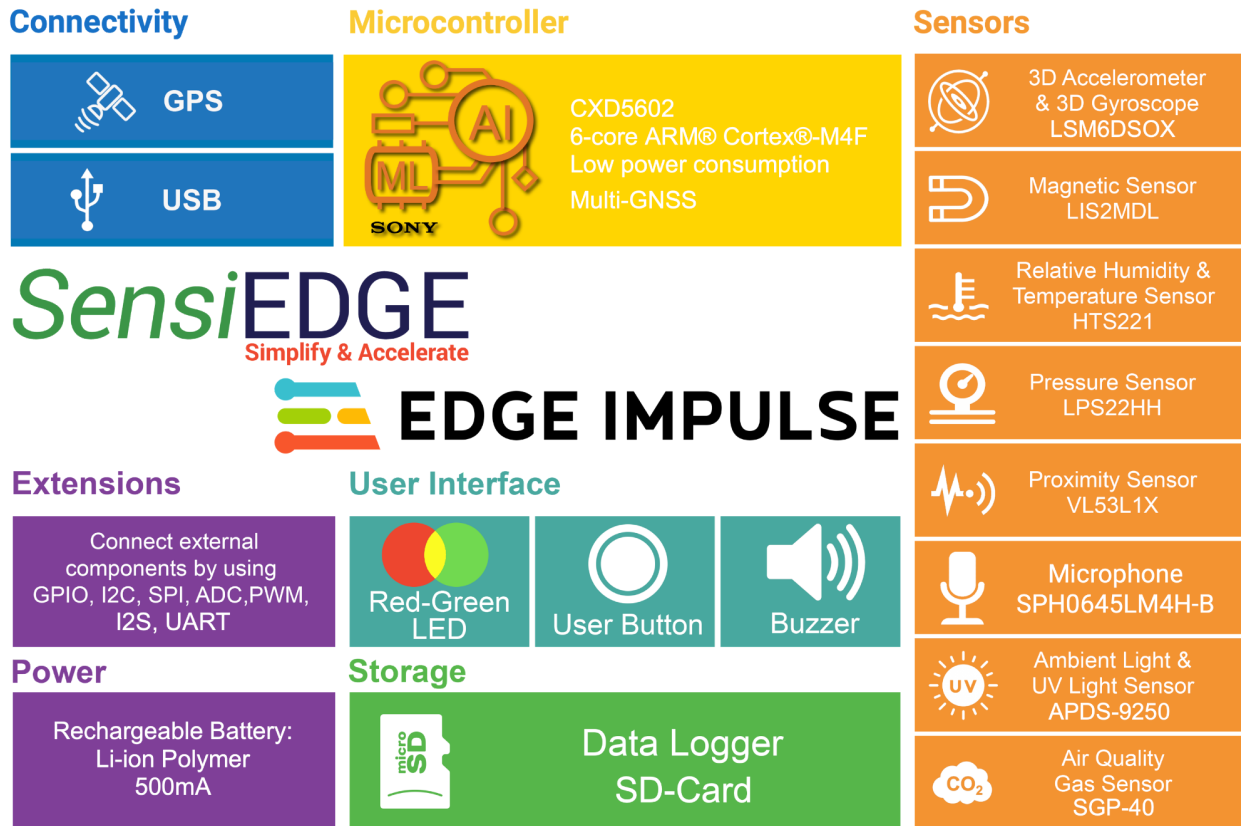 Connectivity
GPS
USB
Microcontroller
AI
ML
SONY
CXD5602
6-core ARM® Cortex®-M4F
Low power consumption
Multi-GNSS
SensiEDGE
Simplify & Accelerate
EDGE IMPULSE
Extensions
Connect external
components by using
GPIO, I2C, SPI, ADC,PWM,
I2S, UART
User Interface
Red-Green
LED
User Button
Buzzer
Power
Rechargeable Battery:
Li-ion Polymer
500mA
Storage
micro
SD
Data Logger
SD-Card
Sensors
3D Accelerometer
& 3D Gyroscope
LSM6DSOX
Magnetic Sensor
LIS2MDL
Relative Humidity &
Temperature Sensor
HTS221
Pressure Sensor
LPS22HH
Proximity Sensor
VL53L1X
Microphone
SPH0645LM4H-B
UV
Ambient Light &
UV Light Sensor
APDS-9250
CO₂
Air Quality
Gas Sensor
SGP-40